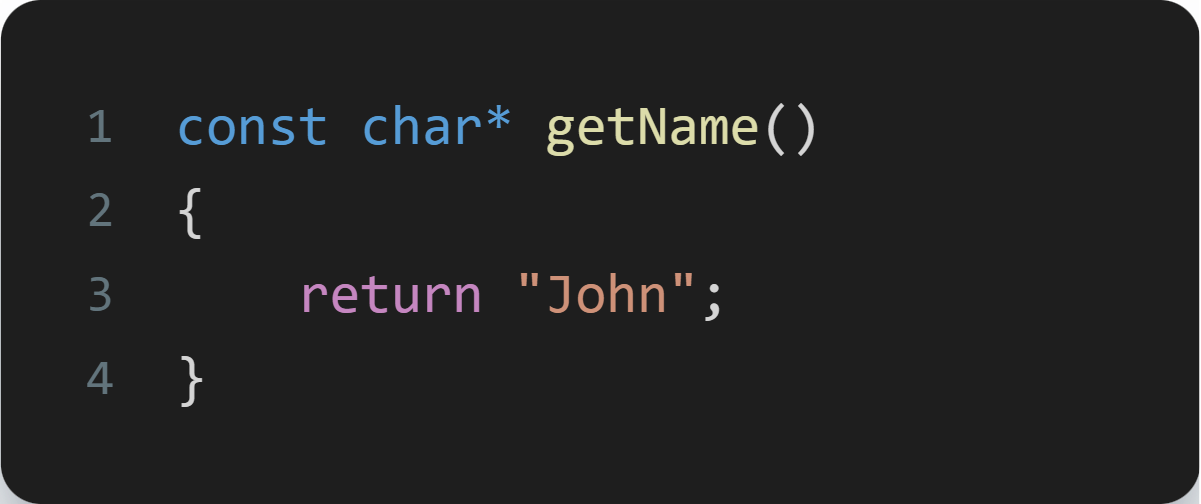 1 const char* getName()
2 {
3     return "John";
4 }